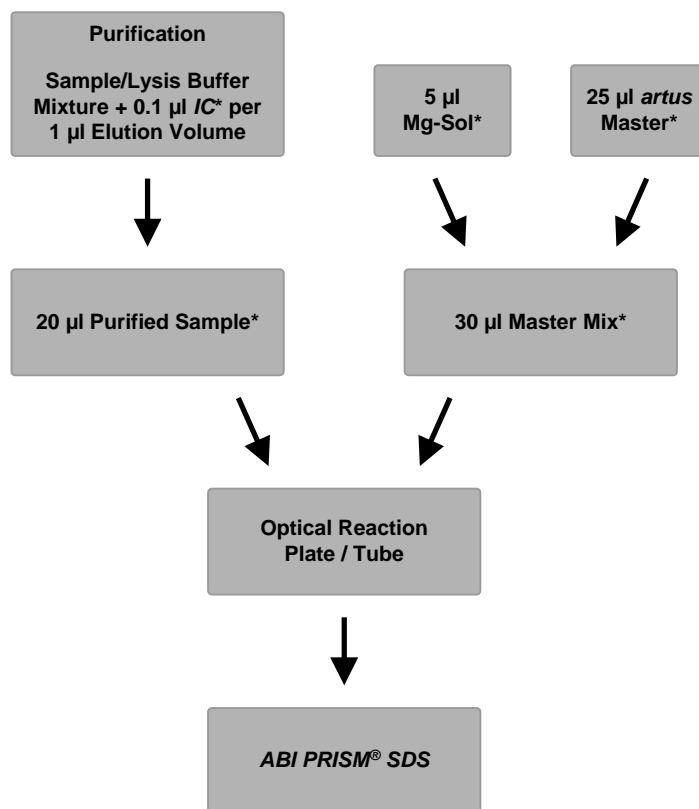 Purification
Sample/Lysis Buffer
Mixture + 0.1 µl IC* per
1 µl Elution Volume
5 µl
Mg-Sol*
25 µl artus
Master*
20 µl Purified Sample*
30 µl Master Mix*
Optical Reaction
Plate / Tube
ABI PRISM® SDS